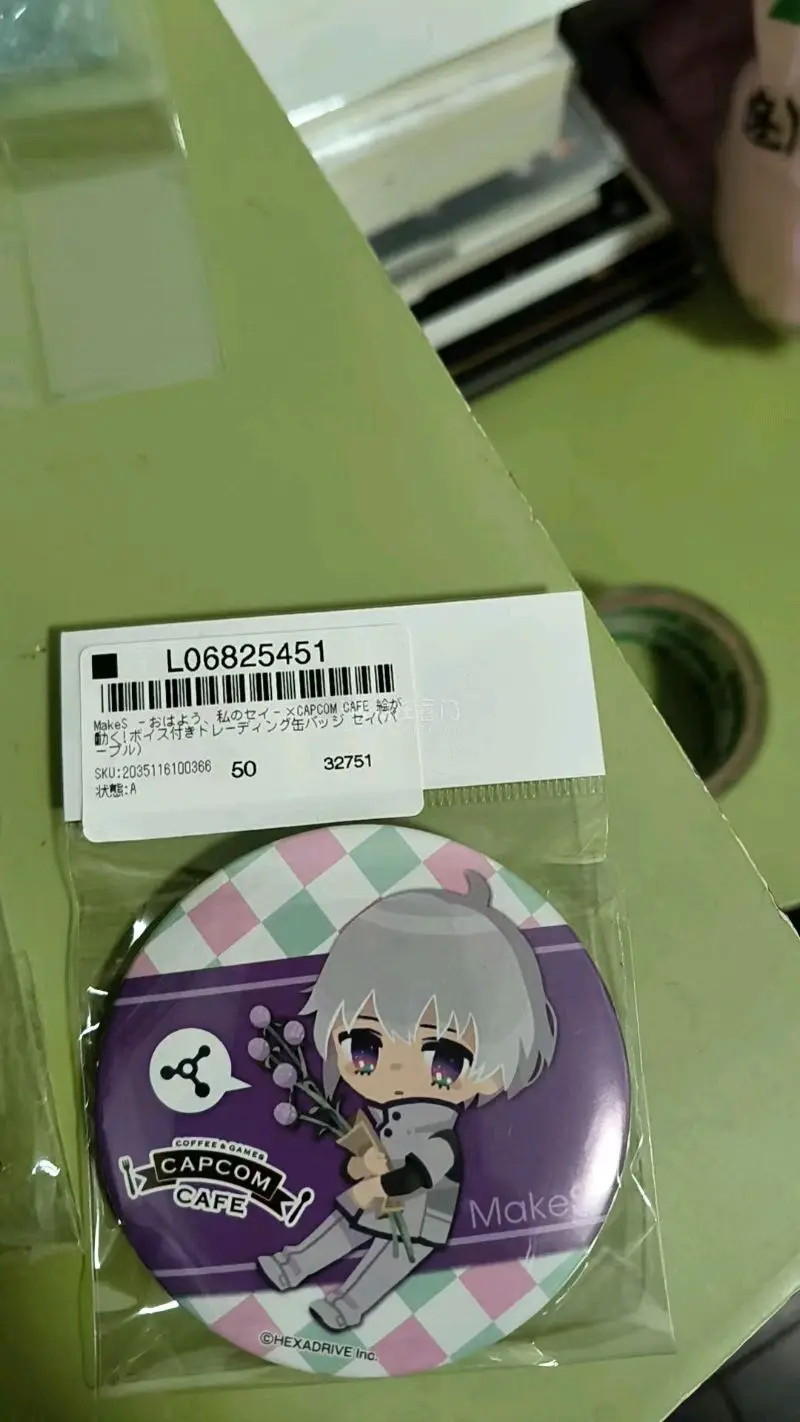 L06825451
MakeS -おはよう、私のセイ-×CAPCOM CAFE 絵が
動く!ボイス付きトレーディング缶バッジ セイ(パ
ープル)
SKU:2035116100366 50 32751
状態:A
COFFEE & GAMES
CAPCOM
CAFE
MakeS
©HEXADRIVE Inc.